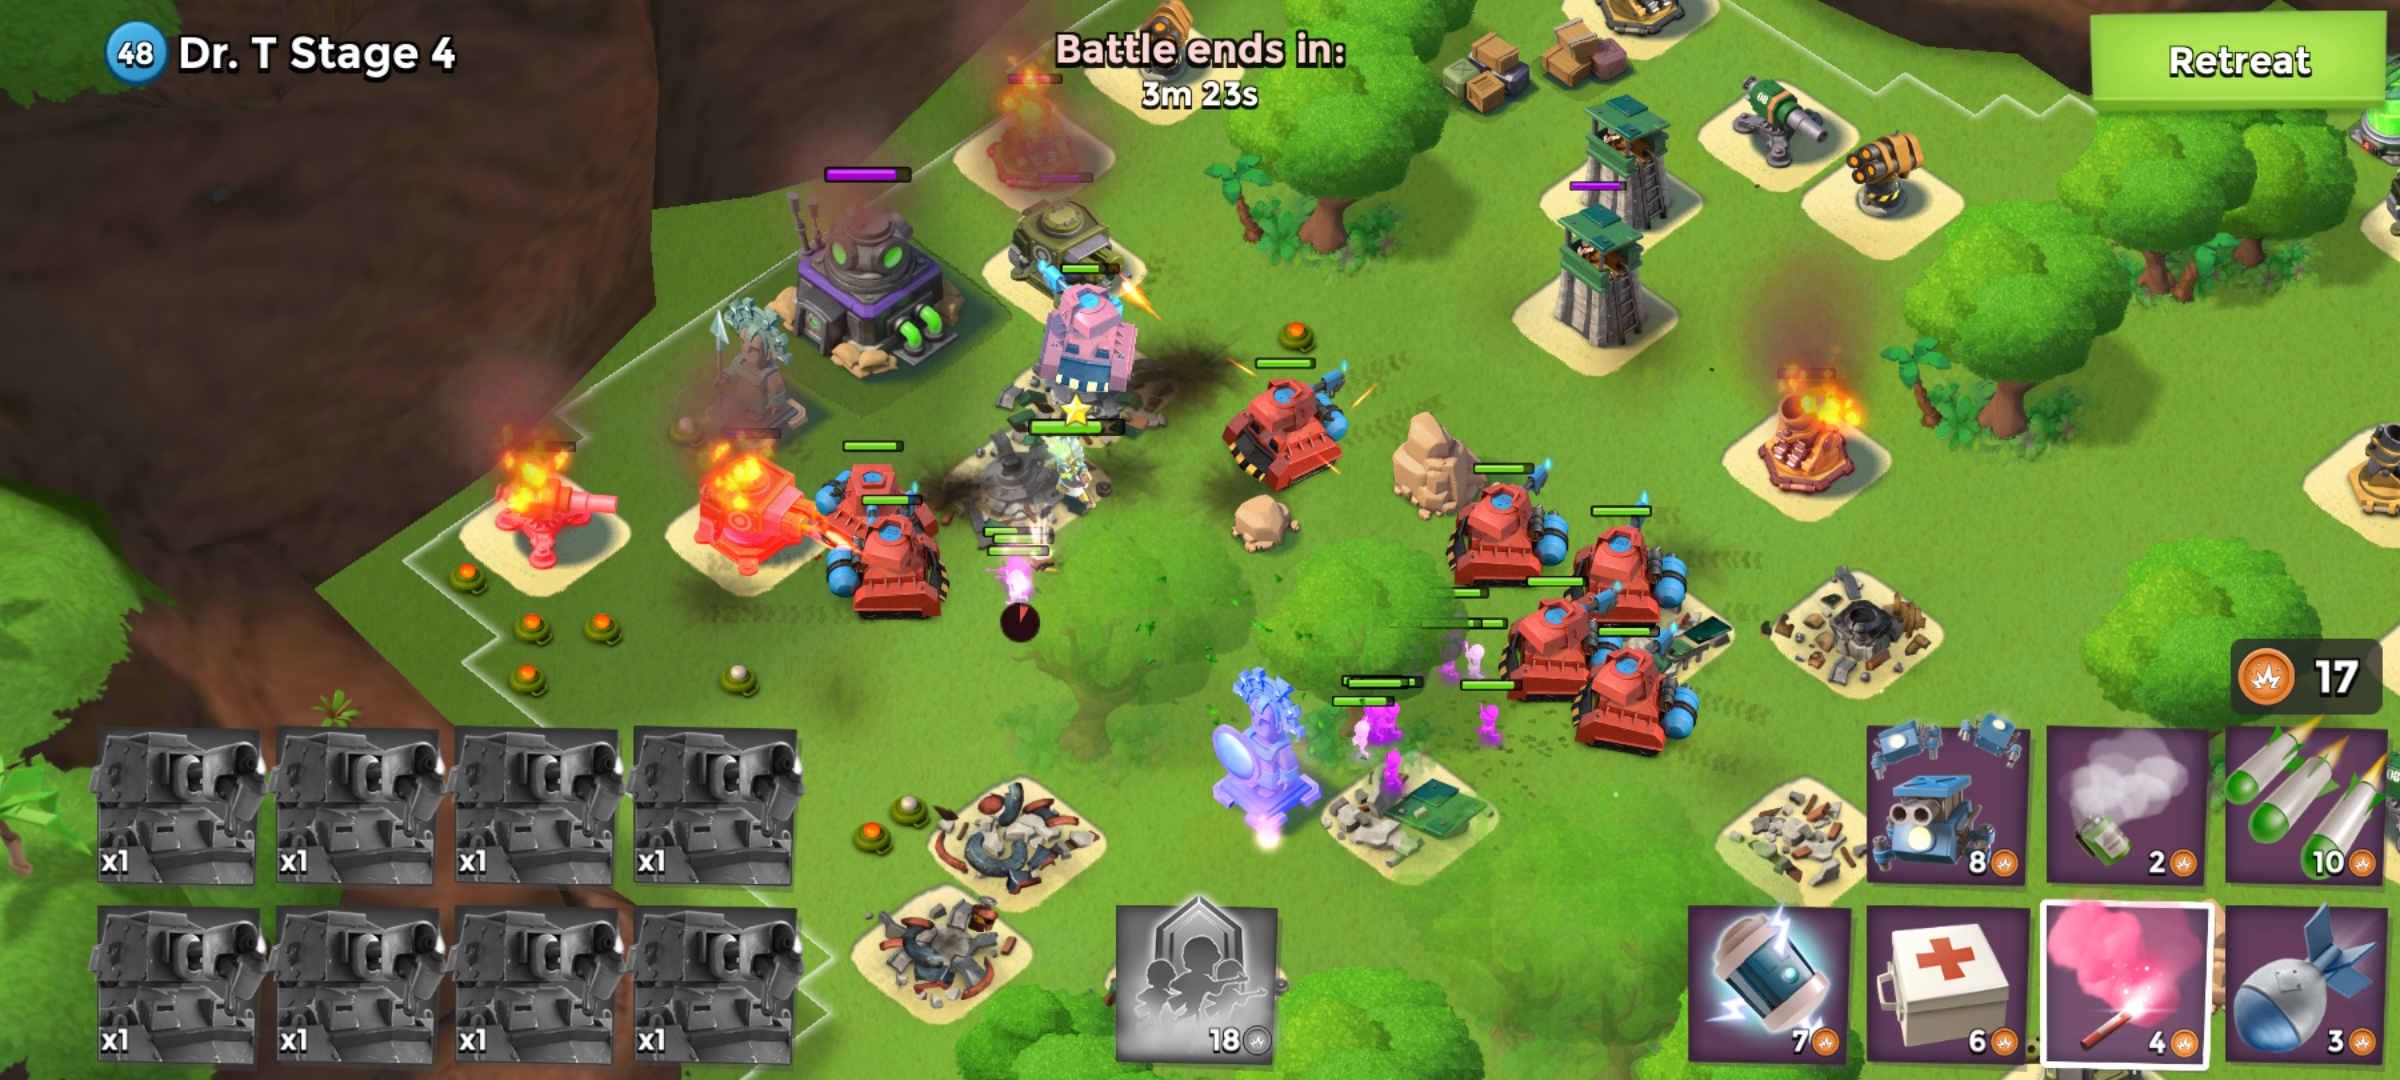 48 Dr. T Stage 4
Battle ends in:
3m 23s
Retreat
17
x1 x1 x1 x1
8 2 10
x1 x1 x1 x1
18
7 6 4 3